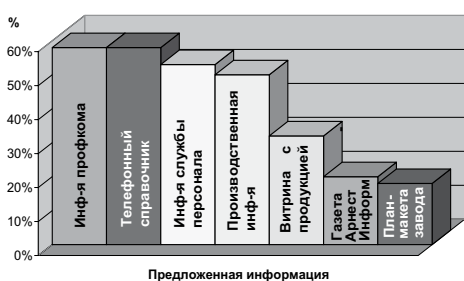 %
60%
50%
40%
30%
20%
10%
0%
Инф-я профкома
Телефонный
справочник
Инф-я службы
персонала
Производственная
инф-я
Витрина с
продукцией
Газета
Арнест
Информ
План-
макета
завода
Предложенная информация